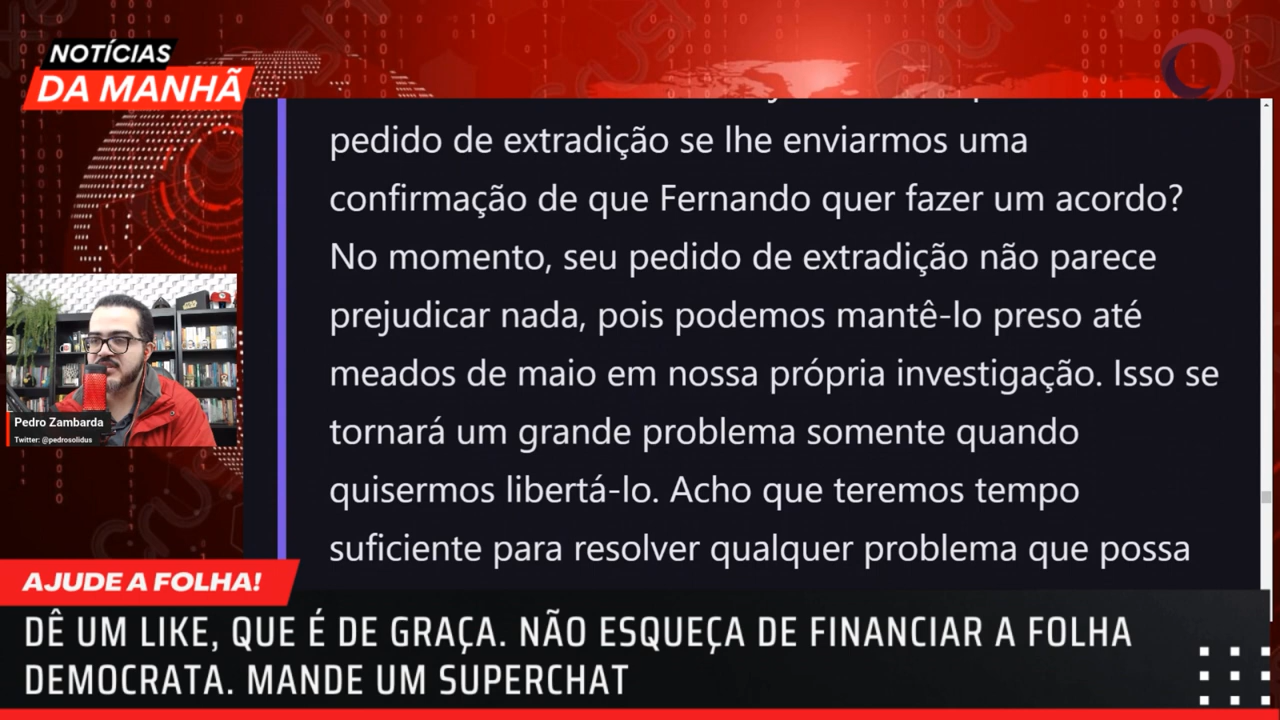 NOTÍCIAS
DA MANHÃ
pedido de extradição se lhe enviarmos uma
confirmação de que Fernando quer fazer um acordo?
No momento, seu pedido de extradição não parece
prejudicar nada, pois podemos mantê-lo preso até
meados de maio em nossa própria investigação. Isso se
tornará um grande problema somente quando
quisermos libertá-lo. Acho que teremos tempo
suficiente para resolver qualquer problema que possa
Pedro Zambarda
Twitter: @pedrosolidus
AJUDE A FOLHA!
DÊ UM LIKE, QUE É DE GRAÇA. NÃO ESQUEÇA DE FINANCIAR A FOLHA
DEMOCRATA. MANDE UM SUPERCHAT